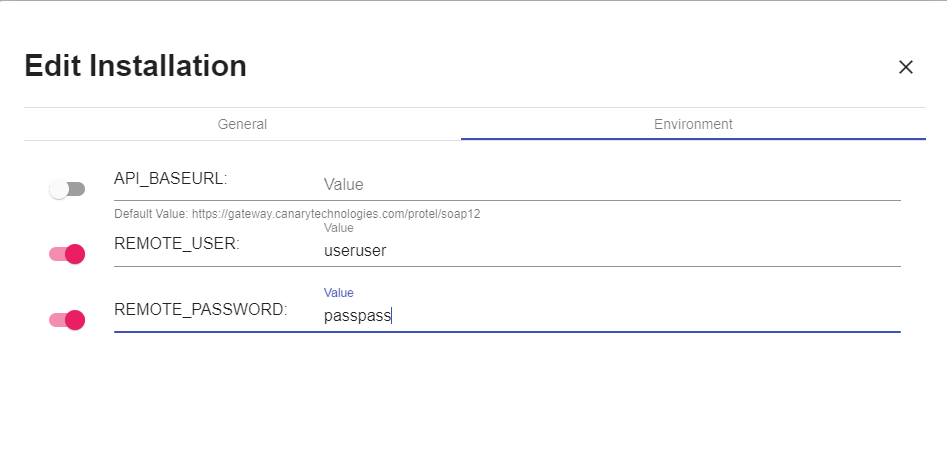 Edit Installation
General
Environment
API_BASEURL:
Value
Default Value: https://gateway.canarytechnologies.com/protel/soap12
Value
REMOTE_USER:
useruser
Value
REMOTE_PASSWORD:
passpass